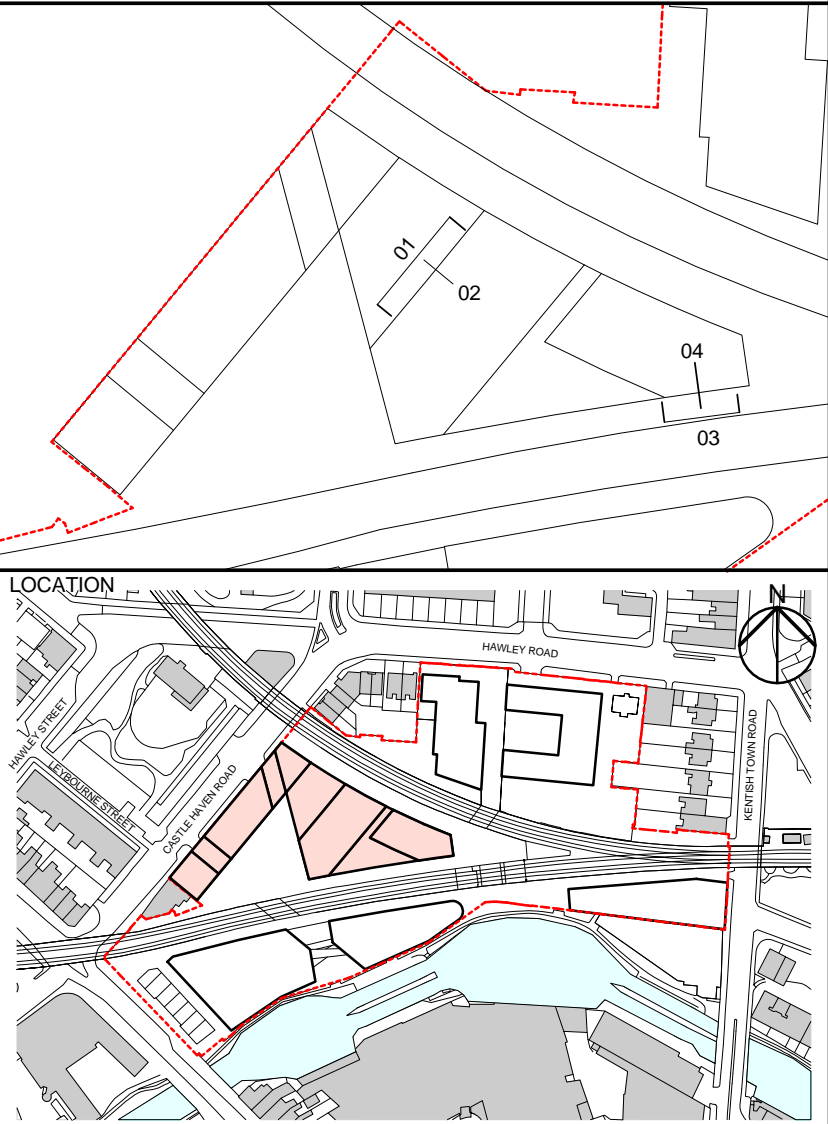 01
02
04
03
LOCATION
N
HAWLEY ROAD
HAWLEY STREET
LEYBOURNE STREET
CASTLE HAVEN ROAD
KENTISH TOWN ROAD